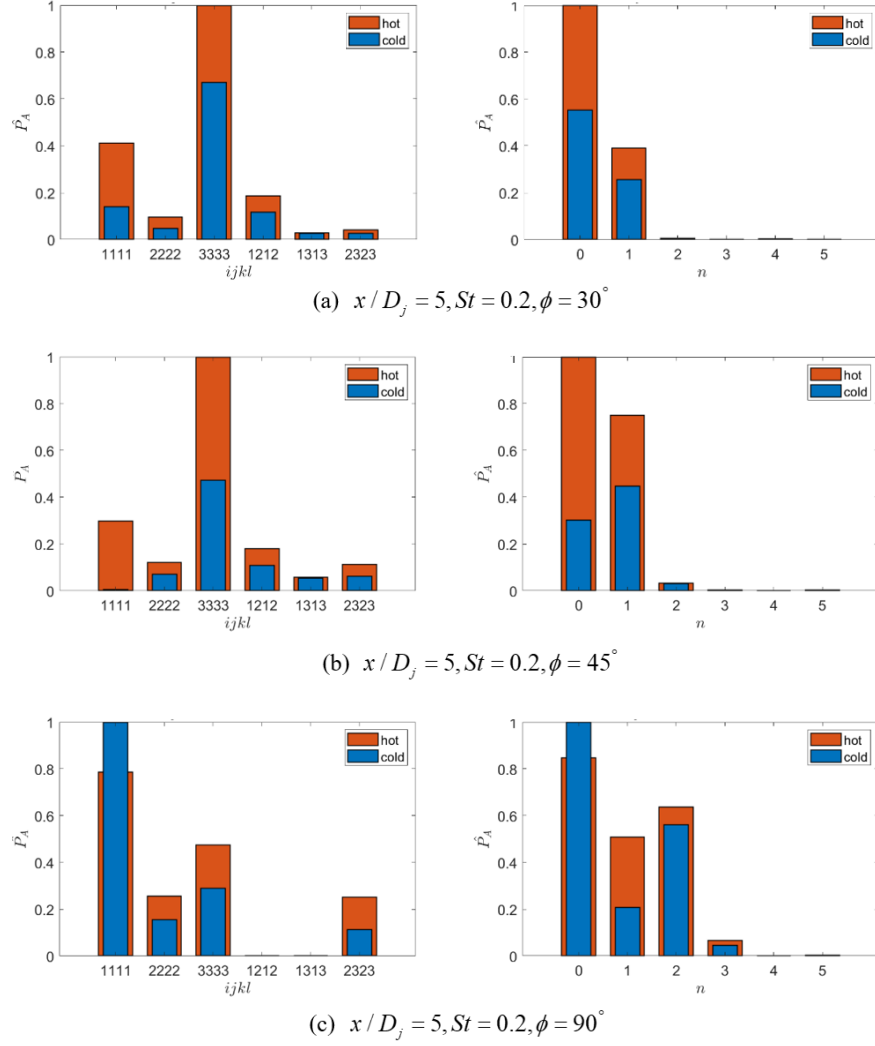 1
0.8
0.6
0.4
0.2
0
P̂_A
1111 2222 3333 1212 1313 2323
ijkl
hot
cold
1
0.8
0.6
0.4
0.2
0
P̂_A
0 1 2 3 4 5
n
hot
cold
(a) x / D_j = 5, St = 0.2, ϕ = 30°
1
0.8
0.6
0.4
0.2
0
P_A
1111 2222 3333 1212 1313 2323
ijkl
hot
cold
1
0.8
0.6
0.4
0.2
0
P̂_A
0 1 2 3 4 5
n
hot
cold
(b) x / D_j = 5, St = 0.2, ϕ = 45°
1
0.8
0.6
0.4
0.2
0
P̂_A
1111 2222 3333 1212 1313 2323
ijkl
hot
cold
1
0.8
0.6
0.4
0.2
0
P̂_A
0 1 2 3 4 5
n
hot
cold
(c) x / D_j = 5, St = 0.2, ϕ = 90°